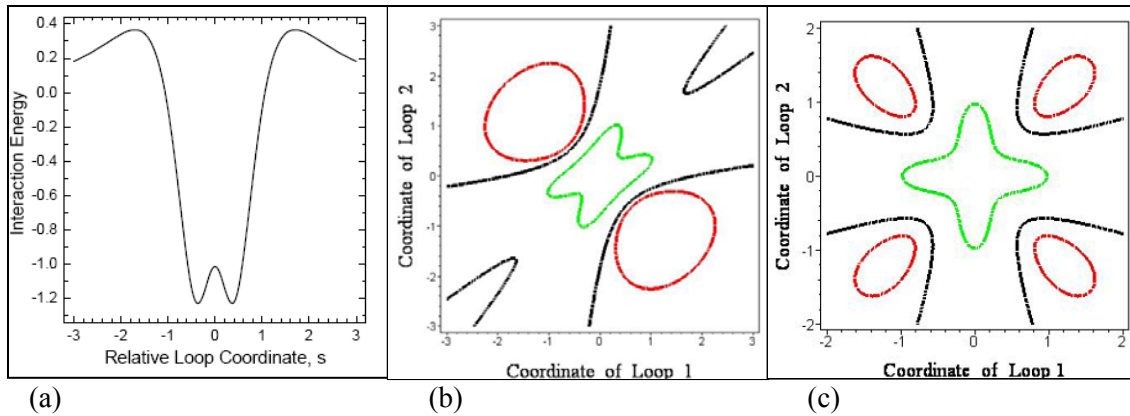 0.4
0.2
0.0
-0.2
-0.4
-0.6
-0.8
-1.0
-1.2
Interaction Energy
-3 -2 -1 0 1 2 3
Relative Loop Coordinate, s
(a)
3
2
1
0
-1
-2
-3
Coordinate of Loop 2
-3 -2 -1 0 1 2 3
Coordinate of Loop 1
(b)
c)
2
1
0
-1
-2
Coordinate of Loop 2
-2 -1 0 1 2
Coordinate of Loop 1
(c)
b)